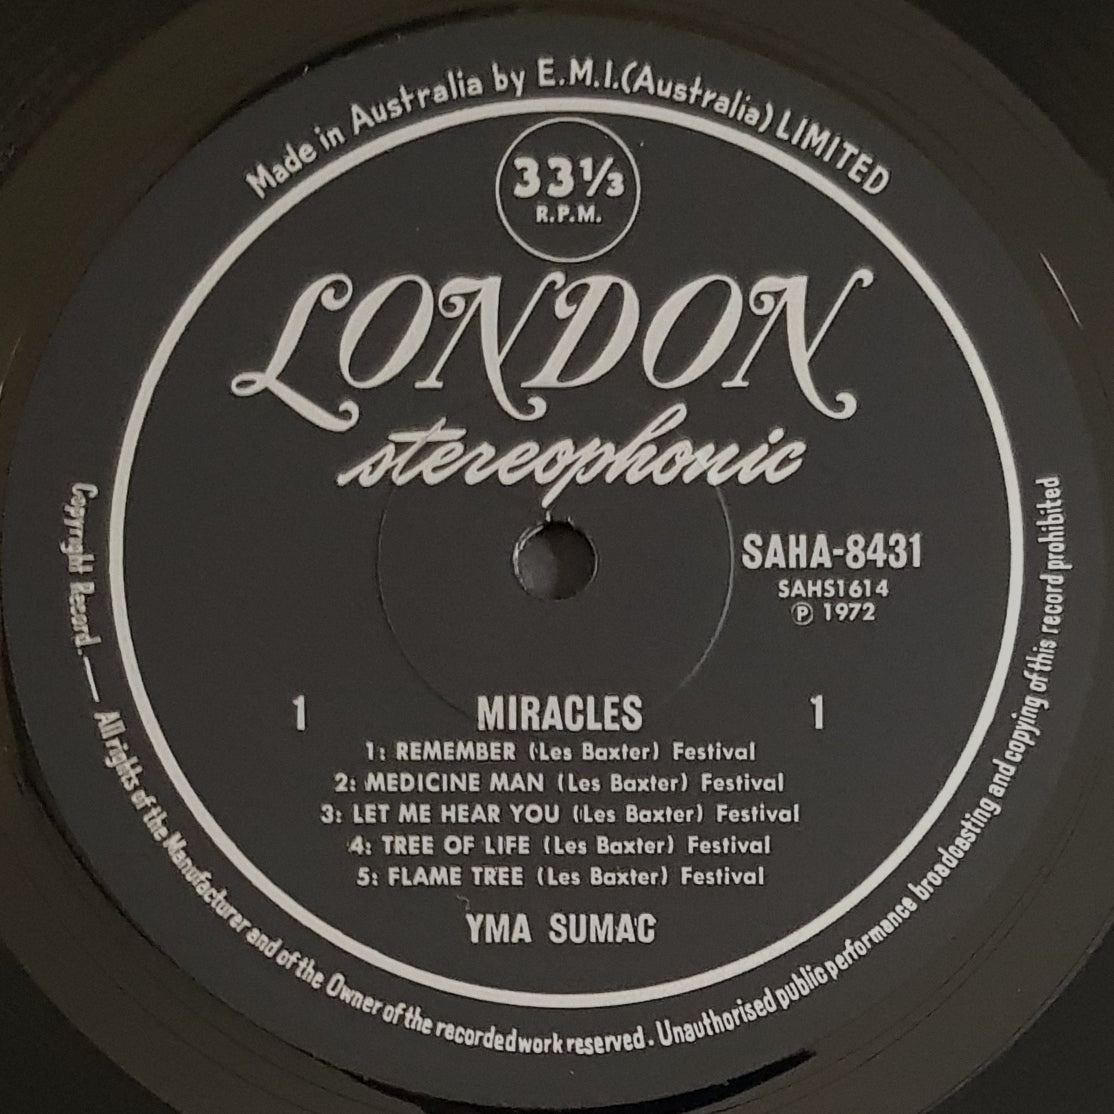 Made in Australia by E.M.I.(Australia) LIMITED
33⅓
R.P.M.
LONDON
stereophonic
SAHA-8431
SAHS1614
℗ 1972
1 MIRACLES 1
1: REMEMBER (Les Baxter) Festival
2: MEDICINE MAN (Les Baxter) Festival
3: LET ME HEAR YOU (Les Baxter) Festival
4: TREE OF LIFE (Les Baxter) Festival
5: FLAME TREE (Les Baxter) Festival
YMA SUMAC
Copyright Record.— All rights of the Manufacturer and of the Owner of the recorded work reserved. Unauthorised public performance broadcasting and copying of this record prohibited